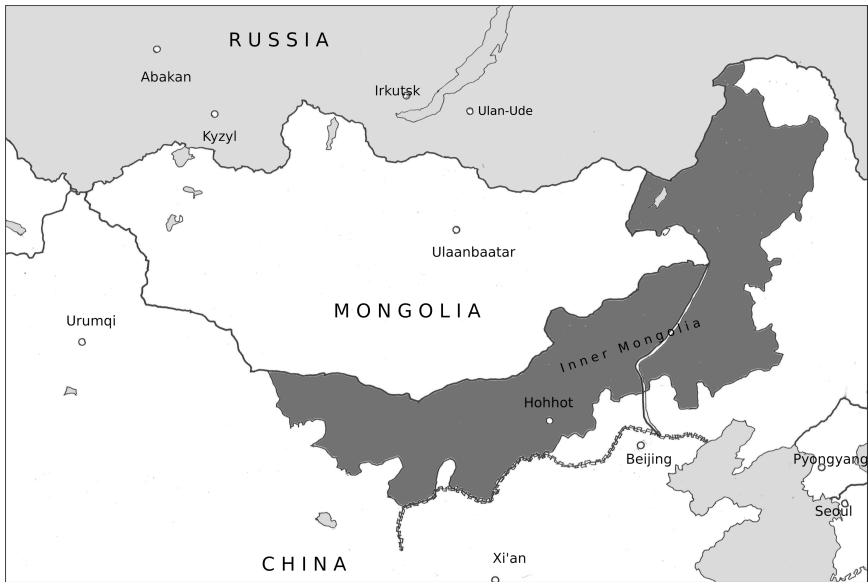 RUSSIA
Abakan
Irkutsk
Ulan-Ude
Kyzyl
Ulaanbaatar
MONGOLIA
Urumqi
Inner Mongolia
Hohhot
Beijing
Pyongyang
Seoul
Xi'an
CHINA